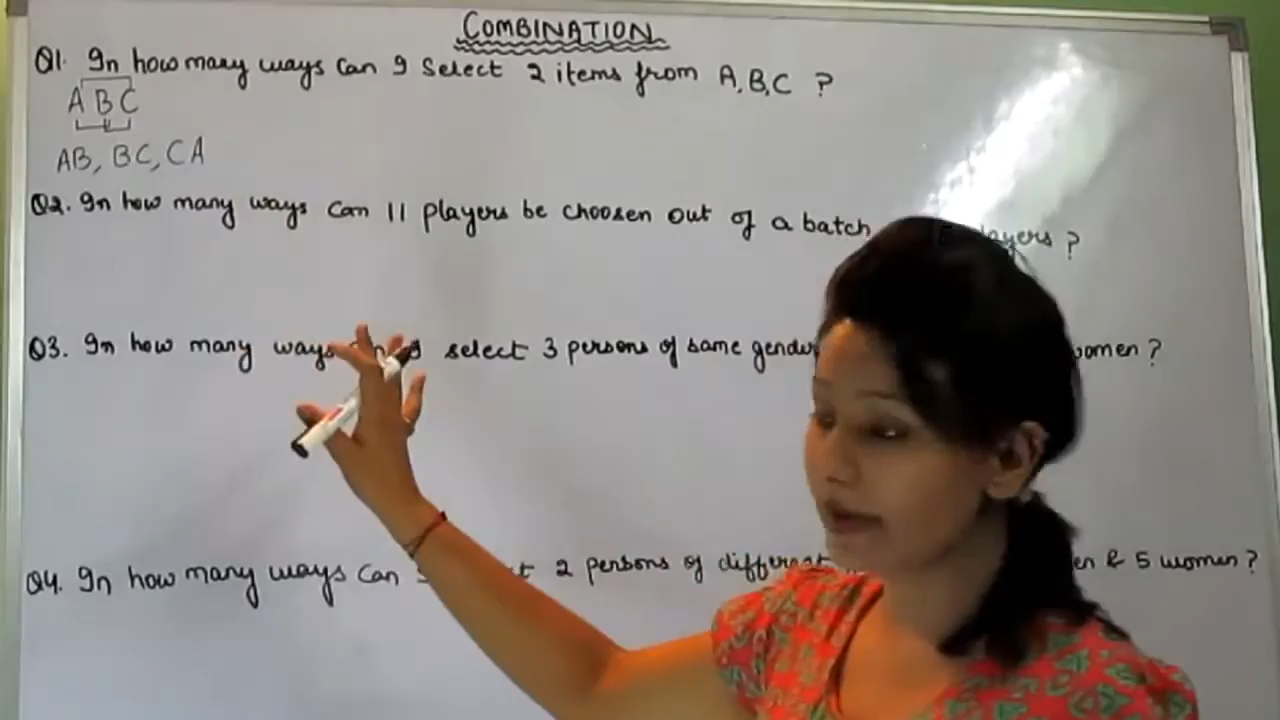 COMBINATION
Q1. In how many ways can I select 2 items from A,B,C ?
A B C
AB, BC, CA
Q2. In how many ways can 11 players be choosen out of a batch players ?
Q3. In how many ways select 3 persons of same gender women ?
Q4. In how many ways can 2 persons of different & 5 women ?